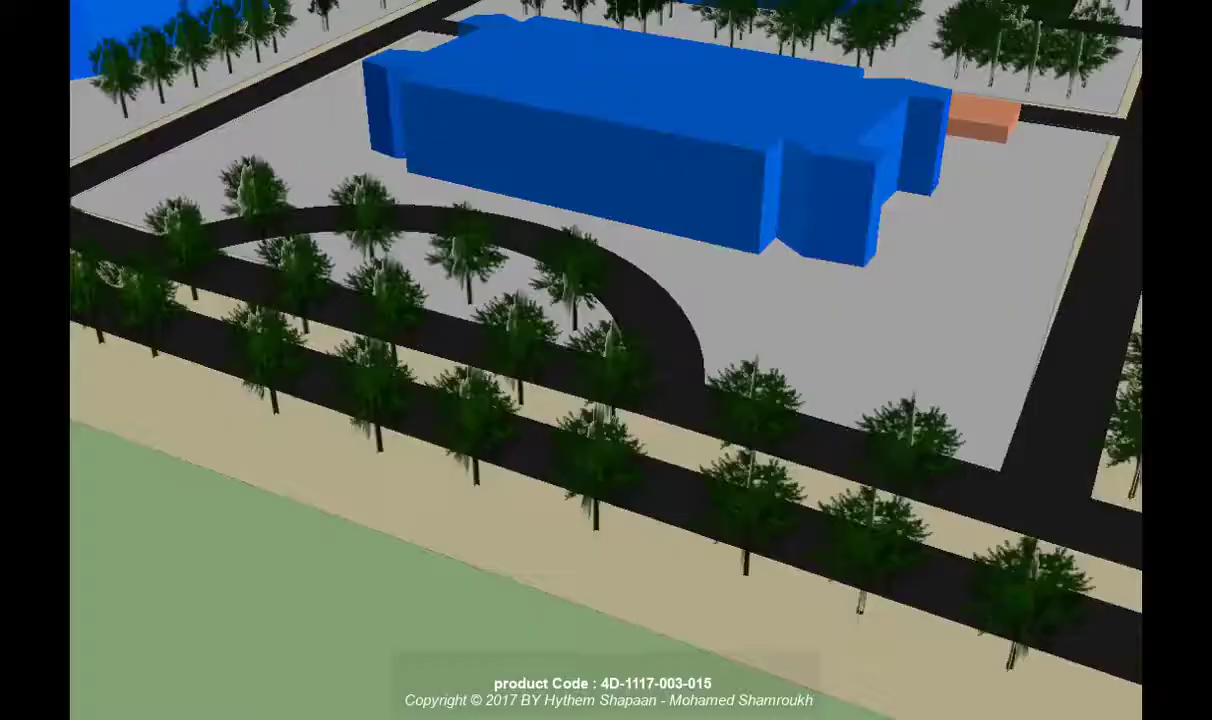 product Code : 4D-1117-003-015
Copyright © 2017 BY Hythem Shapaan - Mohamed Shamroukh